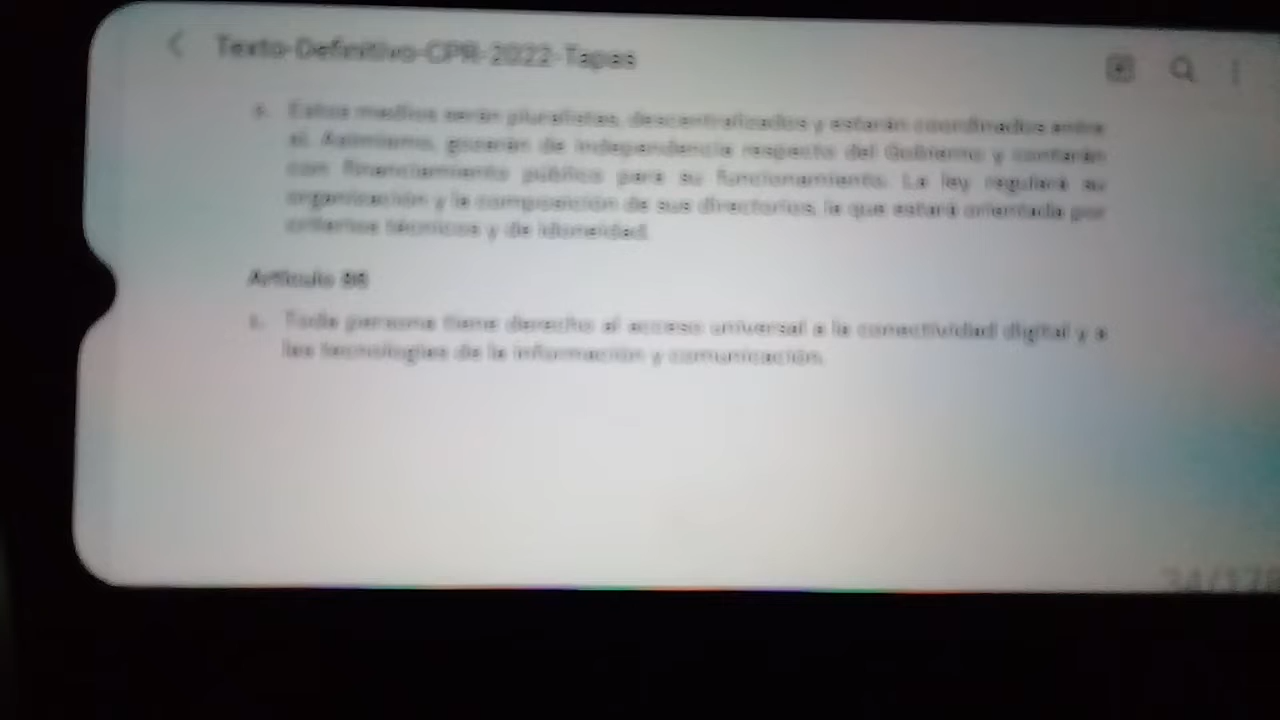 Texto-Definitivo-CPR-2022-Tapas
Estos medios serán pluralistas, descentralizados y estarán coordinados entre
sí. Asimismo, gozarán de independencia respecto del Gobierno y contarán
con financiamiento público para su funcionamiento. La ley regulará su
organización y la composición de sus directorios, la que estará orientada por
criterios técnicos y de idoneidad.
Artículo
Toda persona tiene derecho al acceso universal a la conectividad digital y a
las tecnologías de la información y comunicación.
34/178